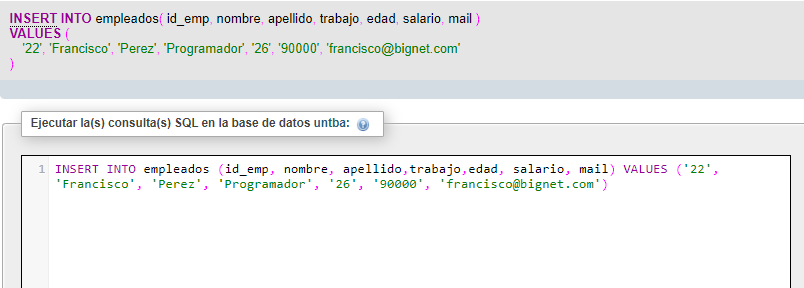 INSERT INTO empleados( id_emp, nombre, apellido, trabajo, edad, salario, mail )
VALUES (
'22', 'Francisco', 'Perez', 'Programador', '26', '90000', 'francisco@bignet.com'
)
Ejecutar la(s) consulta(s) SQL en la base de datos untba:
1 INSERT INTO empleados (id_emp, nombre, apellido,trabajo,edad, salario, mail) VALUES ('22',
'Francisco', 'Perez', 'Programador', '26', '90000', 'francisco@bignet.com')